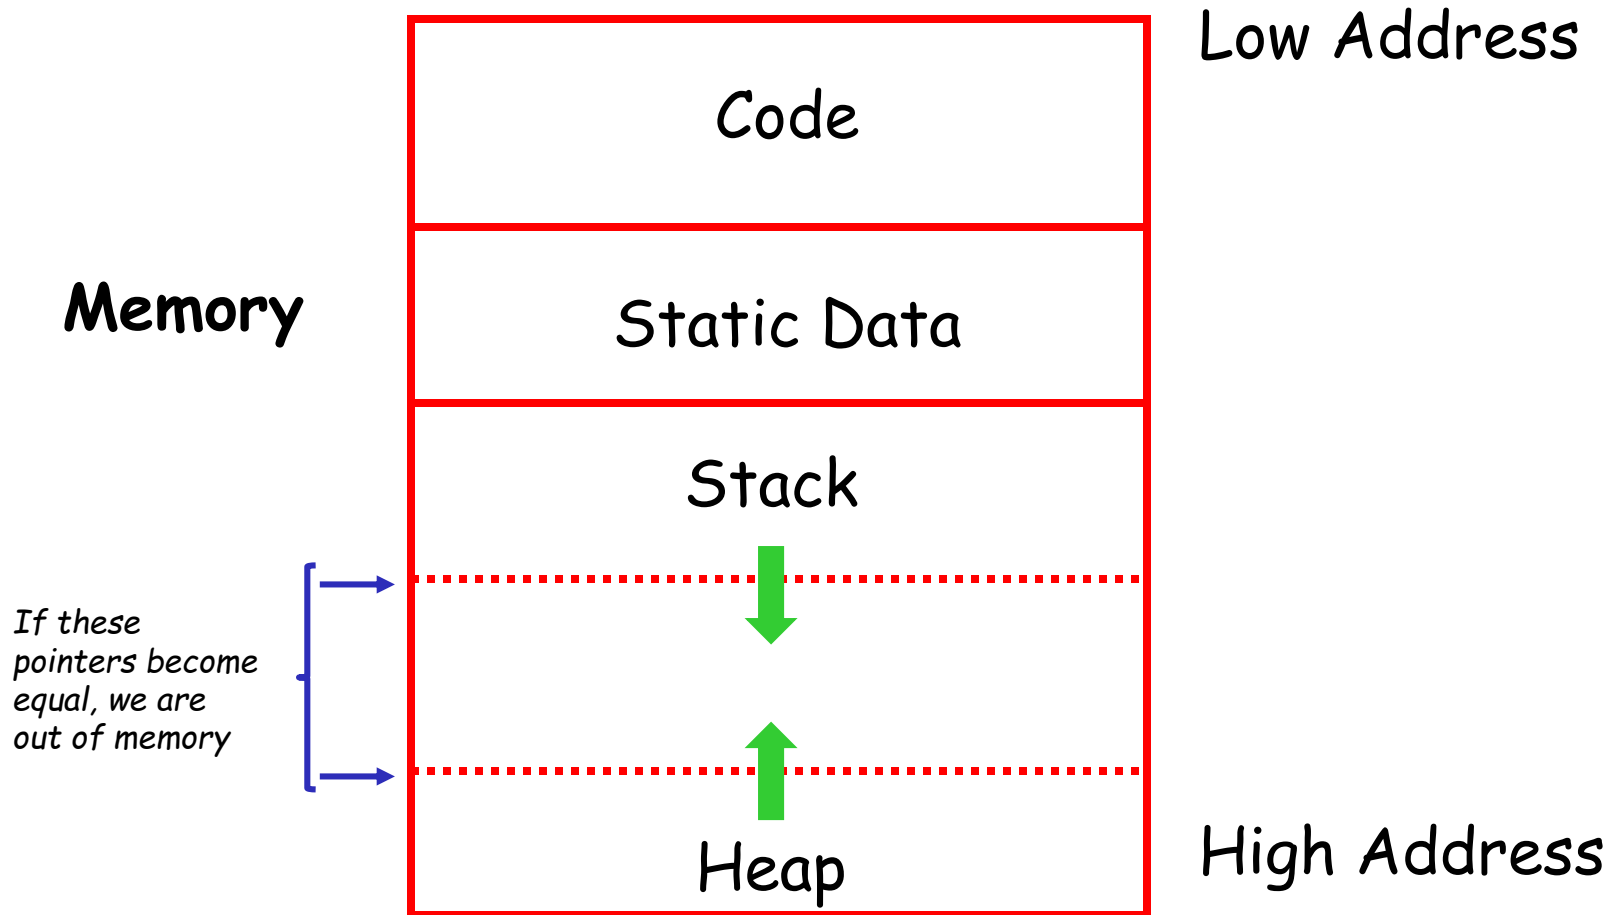 Low Address
Code
Memory
Static Data
Stack
If these
pointers become
equal, we are
out of memory
High Address
Heap